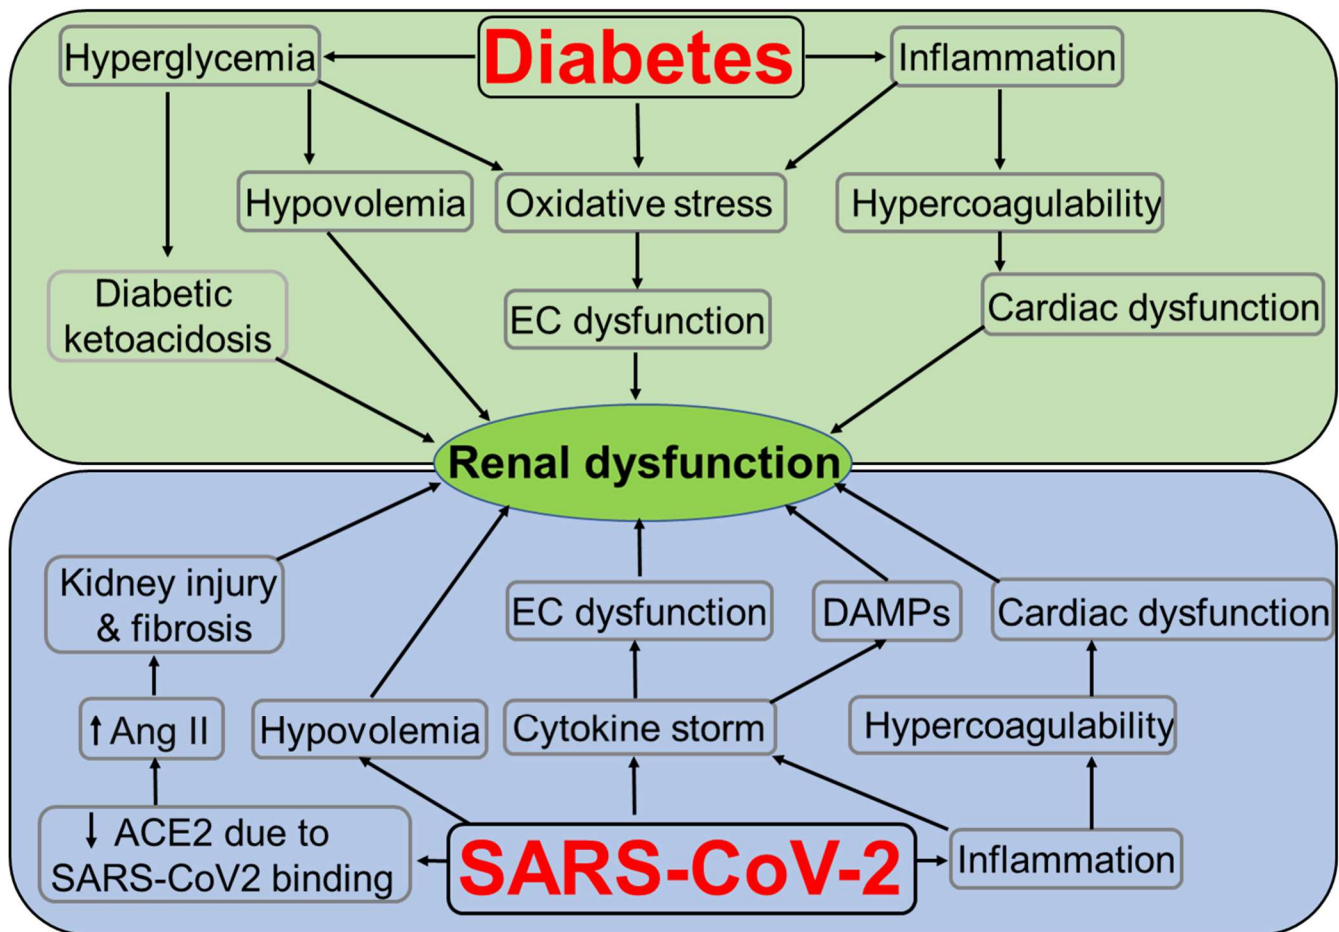 Hyperglycemia
Diabetes
Inflammation
Hypovolemia
Oxidative stress
Hypercoagulability
Diabetic
ketoacidosis
EC dysfunction
Cardiac dysfunction
Renal dysfunction
Kidney injury
& fibrosis
EC dysfunction
DAMPs
Cardiac dysfunction
↑ Ang II
Hypovolemia
Cytokine storm
Hypercoagulability
↓ ACE2 due to
SARS-CoV2 binding
SARS-CoV-2
Inflammation